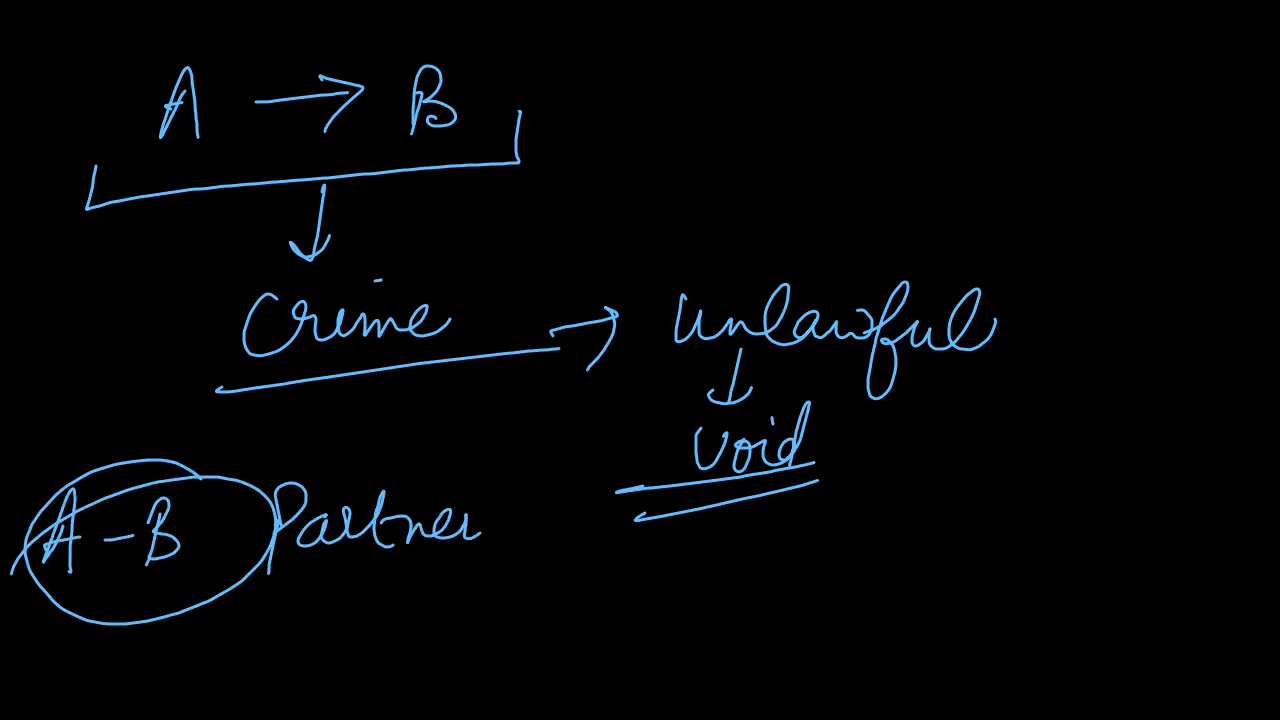 A → B
Crime → Unlawful
Void
A - B Partner